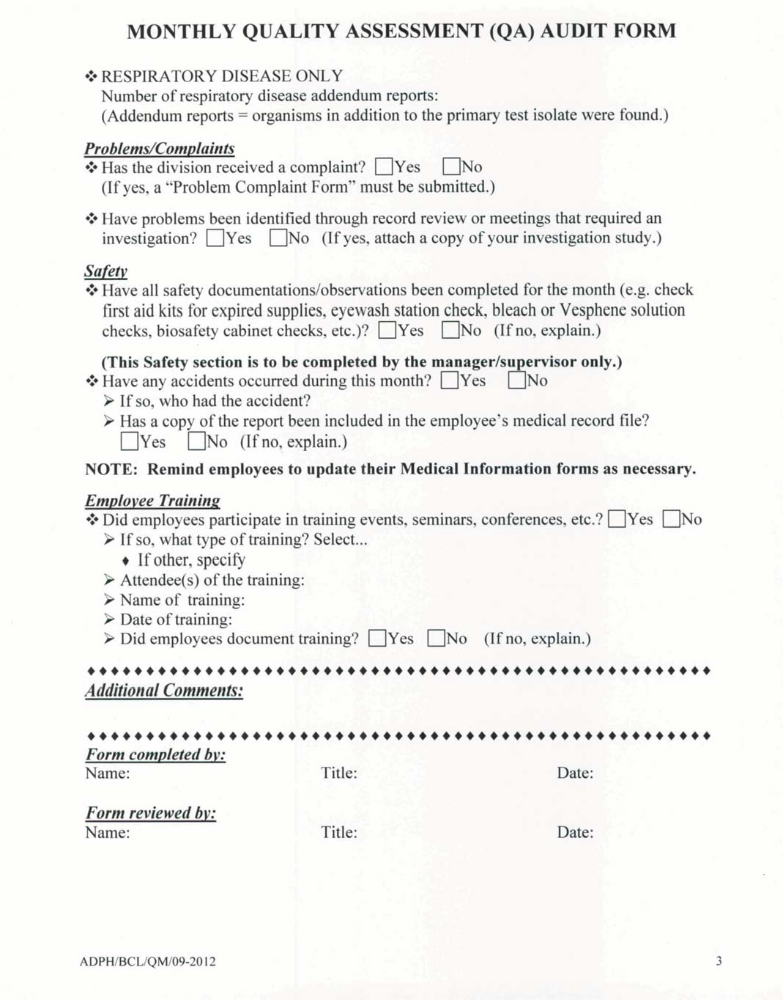 MONTHLY QUALITY ASSESSMENT (QA) AUDIT FORM
❖ RESPIRATORY DISEASE ONLY
Number of respiratory disease addendum reports:
(Addendum reports = organisms in addition to the primary test isolate were found.)
Problems/Complaints
❖ Has the division received a complaint? ☐Yes ☐No
(If yes, a “Problem Complaint Form” must be submitted.)
❖ Have problems been identified through record review or meetings that required an
investigation? ☐Yes ☐No (If yes, attach a copy of your investigation study.)
Safety
❖ Have all safety documentations/observations been completed for the month (e.g. check
first aid kits for expired supplies, eyewash station check, bleach or Vesphene solution
checks, biosafety cabinet checks, etc.)? ☐Yes ☐No (If no, explain.)
(This Safety section is to be completed by the manager/supervisor only.)
❖ Have any accidents occurred during this month? ☐Yes ☐No
➢ If so, who had the accident?
➢ Has a copy of the report been included in the employee’s medical record file?
☐Yes ☐No (If no, explain.)
NOTE: Remind employees to update their Medical Information forms as necessary.
Employee Training
❖ Did employees participate in training events, seminars, conferences, etc.? ☐Yes ☐No
➢ If so, what type of training? Select...
♦ If other, specify
➢ Attendee(s) of the training:
➢ Name of training:
➢ Date of training:
➢ Did employees document training? ☐Yes ☐No (If no, explain.)
Additional Comments:
Form completed by:
Name: Title: Date:
Form reviewed by:
Name: Title: Date:
ADPH/BCL/QM/09-2012 3